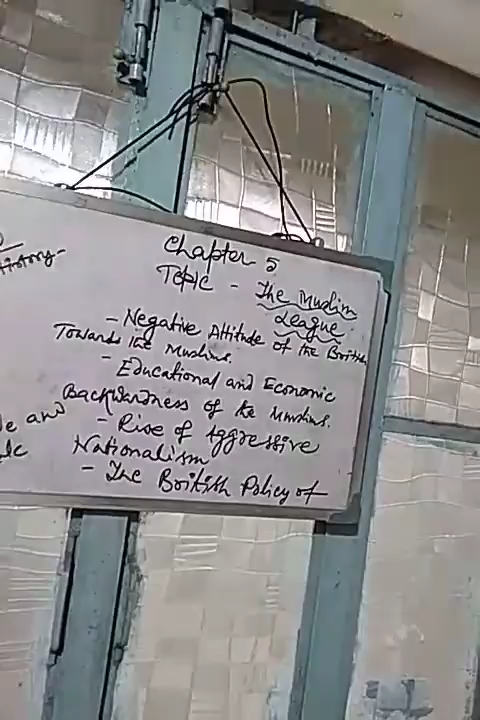 History-
Chapter 5
Topic - The Muslim
League
- Negative Attitude of the British
Towards the Muslims.
- Educational and Economic
Backwardness of the Muslims.
- Rise of Aggressive
Nationalism
- The British Policy of
and